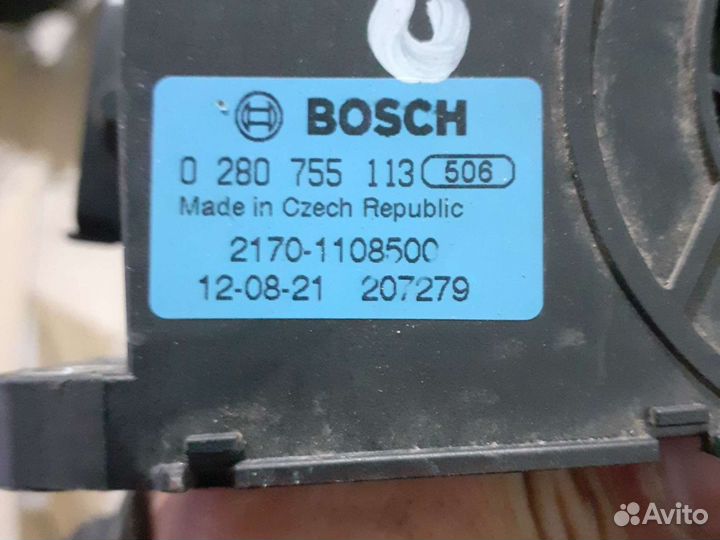 BOSCH
0 280 755 113 506
Made in Czech Republic
2170-1108500
12-08-21 207279
Avito